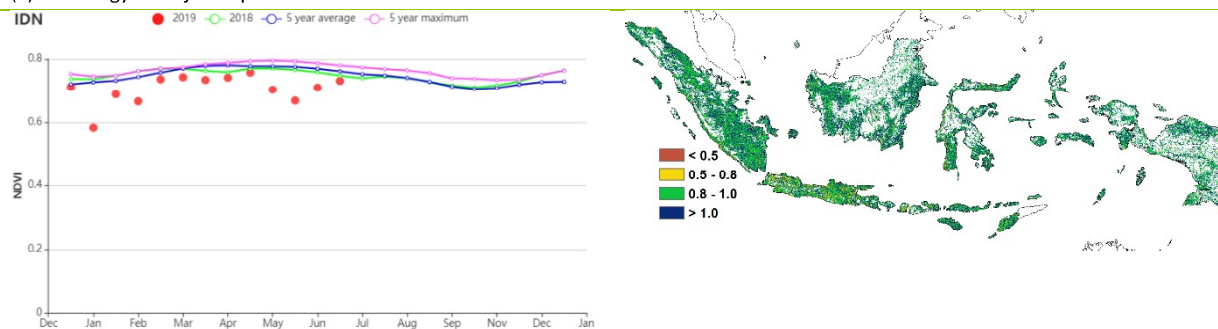 IDN
2019 2018 5 year average 5 year maximum
0.8
0.6
0.4
0.2
0
NDVI
Dec Jan Feb Mar Apr May Jun Jul Aug Sep Nov Dec Jan
< 0.5
0.5 - 0.8
0.8 - 1.0
> 1.0